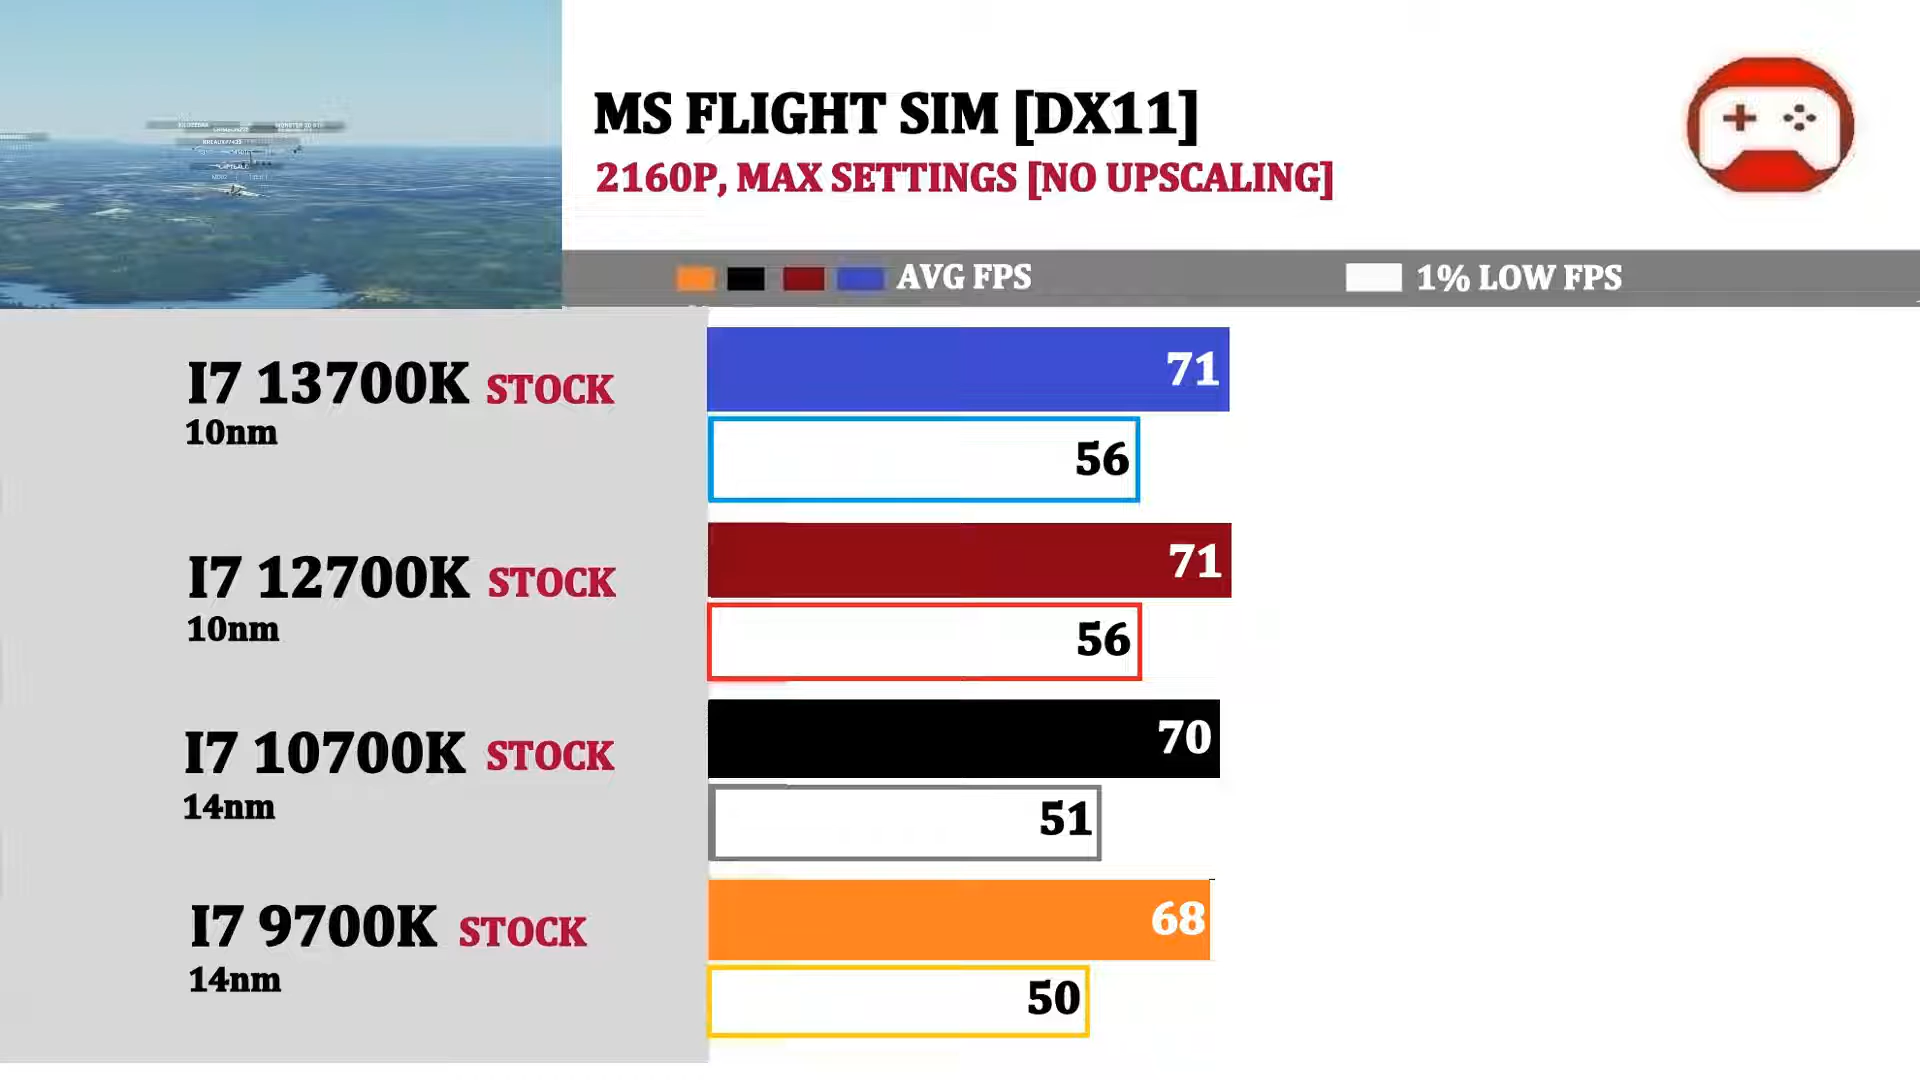 MS FLIGHT SIM [DX11]
2160P, MAX SETTINGS [NO UPSCALING]
AVG FPS
1% LOW FPS
I7 13700K STOCK
10nm
71
56
I7 12700K STOCK
10nm
71
56
I7 10700K STOCK
14nm
70
51
I7 9700K STOCK
14nm
68
50